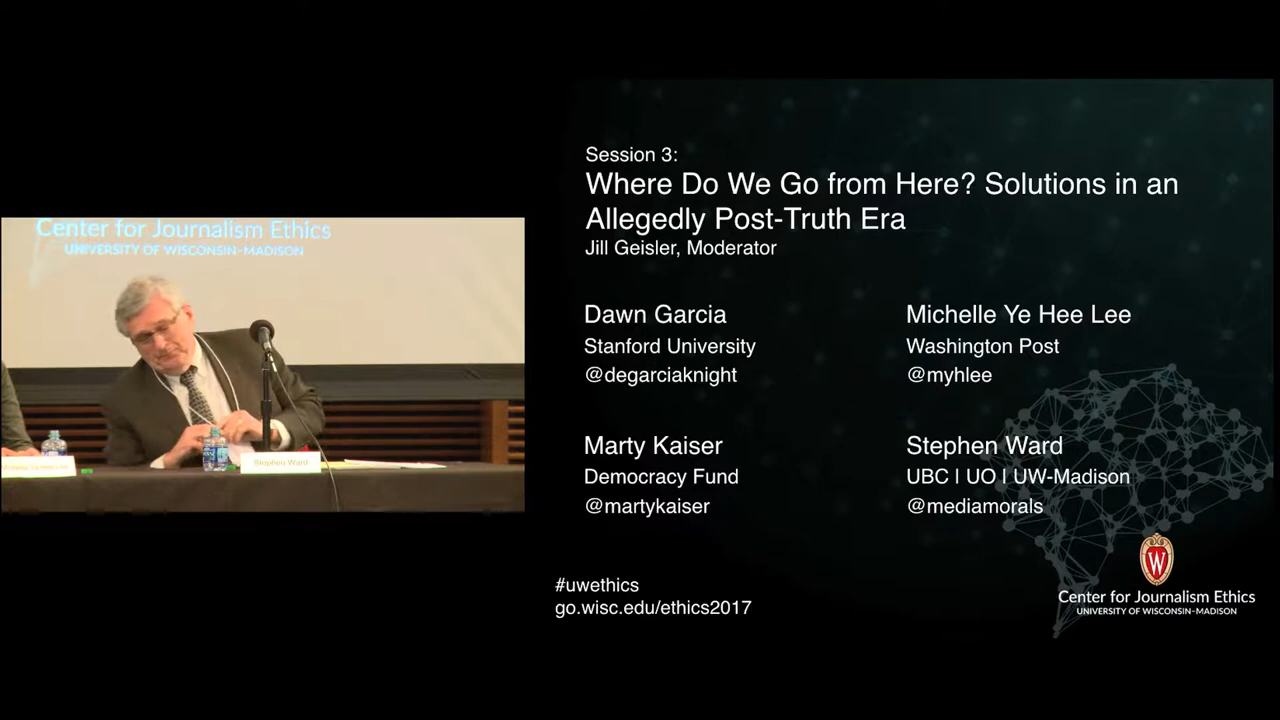 Center for Journalism Ethics
UNIVERSITY OF WISCONSIN-MADISON
Stephen Ward
Session 3:
Where Do We Go from Here? Solutions in an
Allegedly Post-Truth Era
Jill Geisler, Moderator
Dawn Garcia
Stanford University
@degarciaknight
Michelle Ye Hee Lee
Washington Post
@myhlee
Marty Kaiser
Democracy Fund
@martykaiser
Stephen Ward
UBC | UO | UW-Madison
@mediamorals
#uwethics
go.wisc.edu/ethics2017
W
Center for Journalism Ethics
UNIVERSITY OF WISCONSIN-MADISON